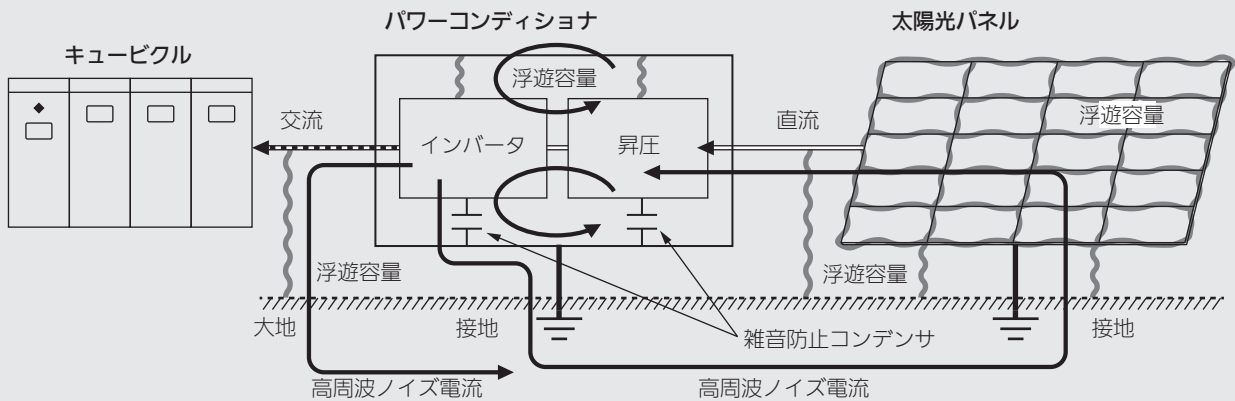 パワーコンディショナ
太陽光パネル
キュービクル
浮遊容量
浮遊容量
交流
インバータ
昇圧
直流
浮遊容量
浮遊容量
大地
接地
雑音防止コンデンサ
接地
高周波ノイズ電流
高周波ノイズ電流